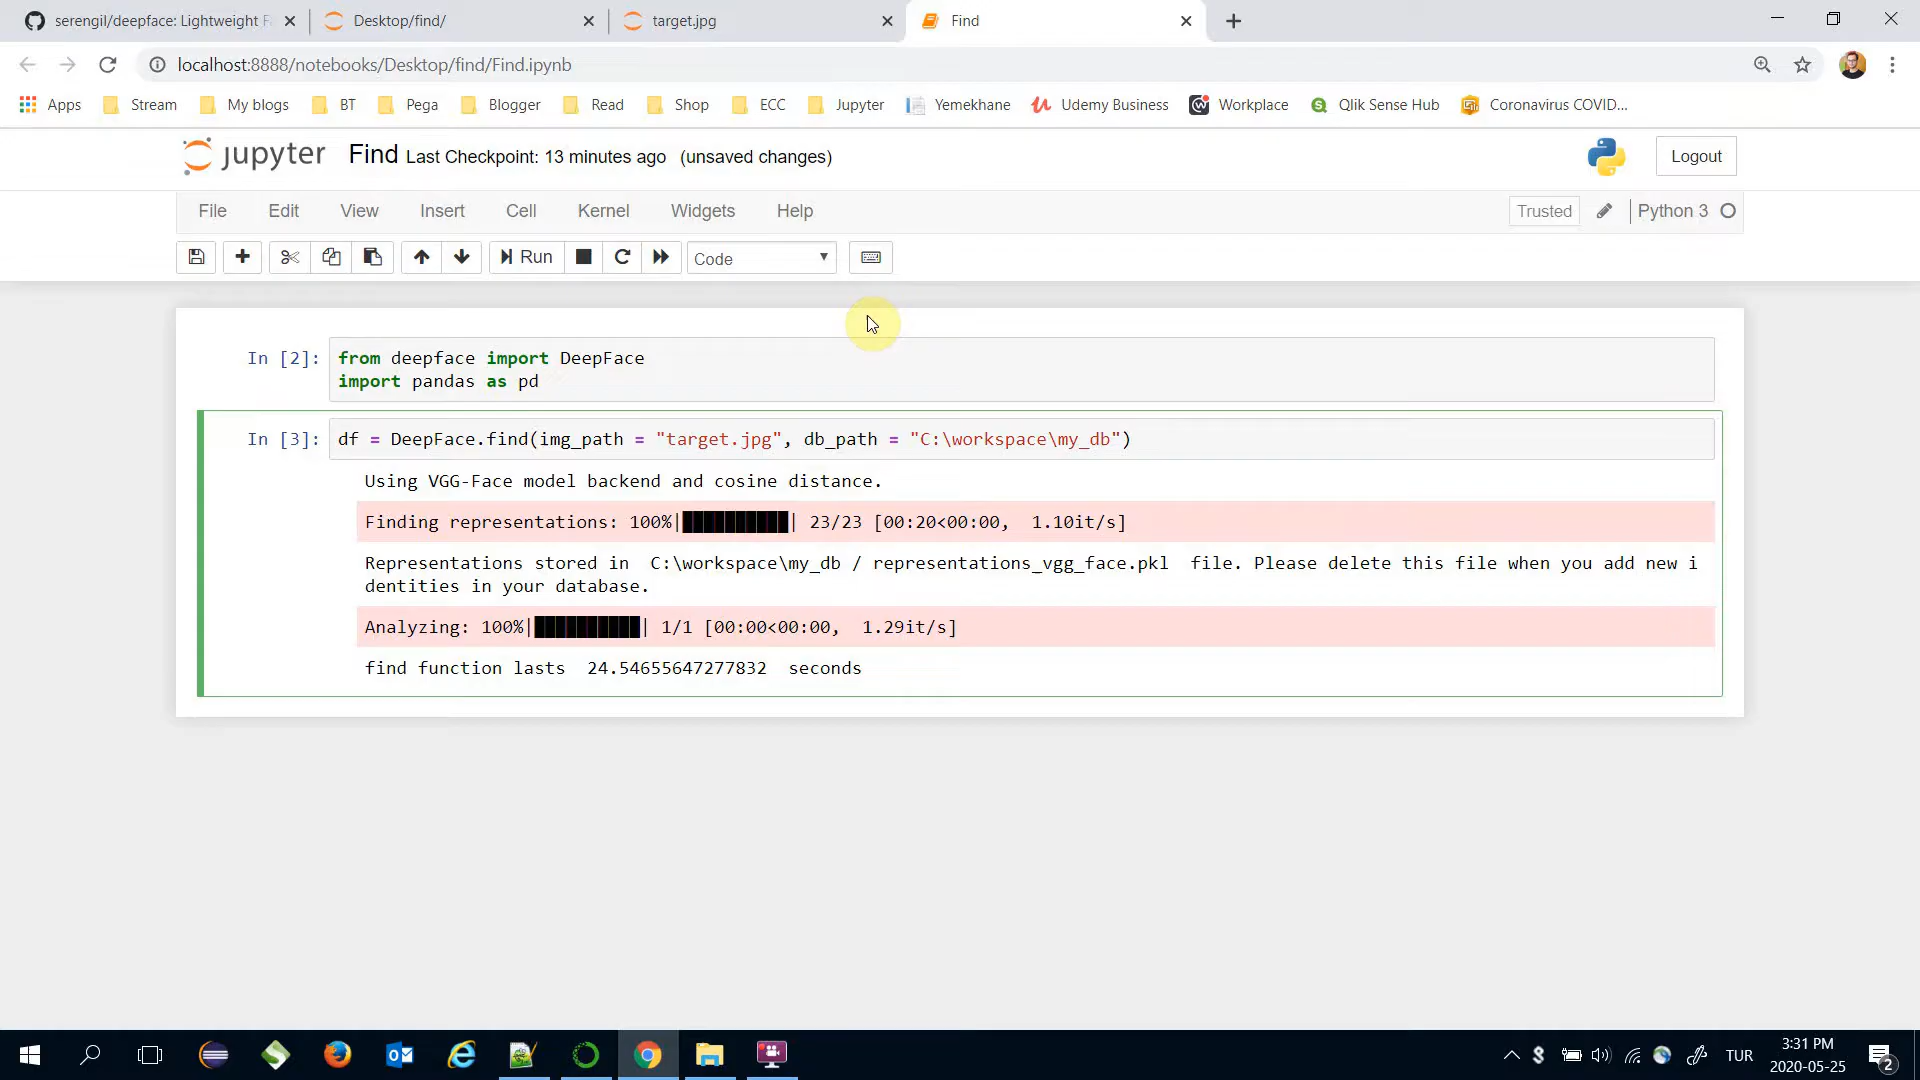 serengil/deepface: Lightweight F
Desktop/find/
target.jpg
Find
localhost:8888/notebooks/Desktop/find/Find.ipynb
Apps Stream My blogs BT Pega Blogger Read Shop ECC Jupyter Yemekhane Udemy Business Workplace Qlik Sense Hub Coronavirus COVID...
jupyter Find Last Checkpoint: 13 minutes ago (unsaved changes)
Logout
File Edit View Insert Cell Kernel Widgets Help
Trusted Python 3
Run Code
In [2]: from deepface import DeepFace
import pandas as pd
In [3]: df = DeepFace.find(img_path = "target.jpg", db_path = "C:\workspace\my_db")
Using VGG-Face model backend and cosine distance.
Finding representations: 100%|██████████| 23/23 [00:20<00:00, 1.10it/s]
Representations stored in C:\workspace\my_db / representations_vgg_face.pkl file. Please delete this file when you add new i
dentities in your database.
Analyzing: 100%|██████████| 1/1 [00:00<00:00, 1.29it/s]
find function lasts 24.54655647277832 seconds
TUR
3:31 PM
2020-05-25
2